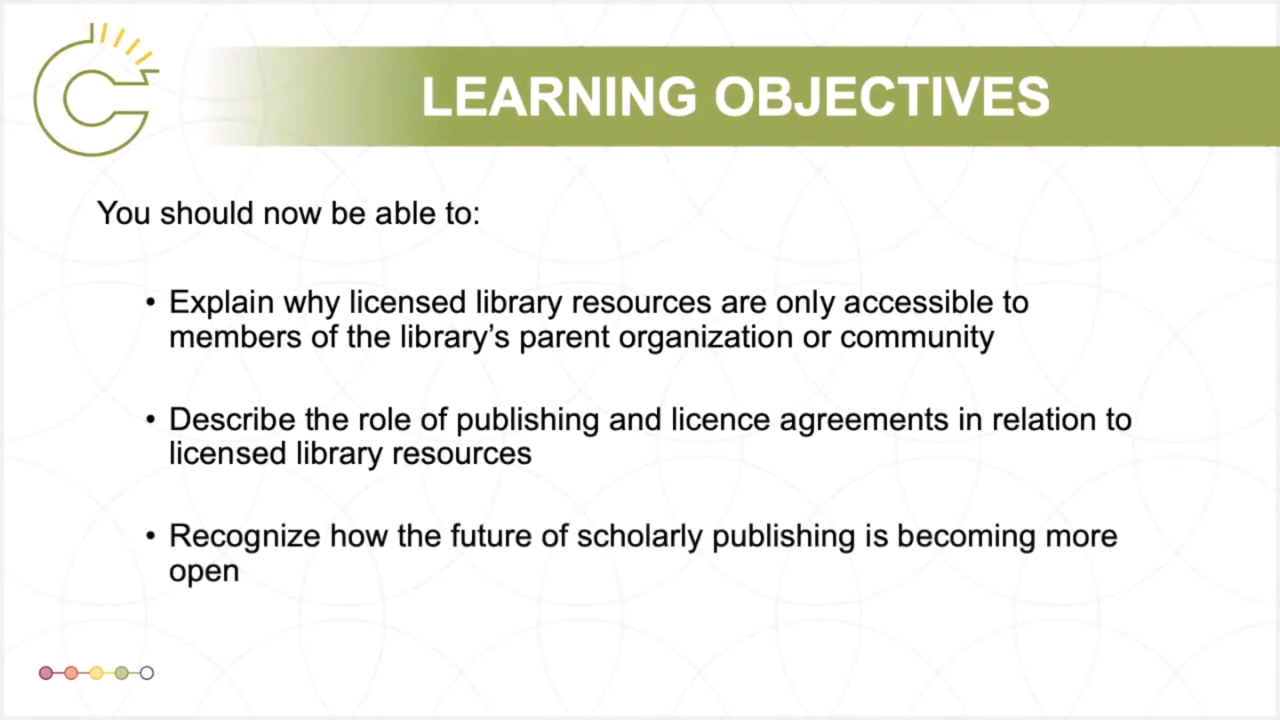 LEARNING OBJECTIVES
You should now be able to:
• Explain why licensed library resources are only accessible to
members of the library’s parent organization or community
• Describe the role of publishing and licence agreements in relation to
licensed library resources
• Recognize how the future of scholarly publishing is becoming more
open